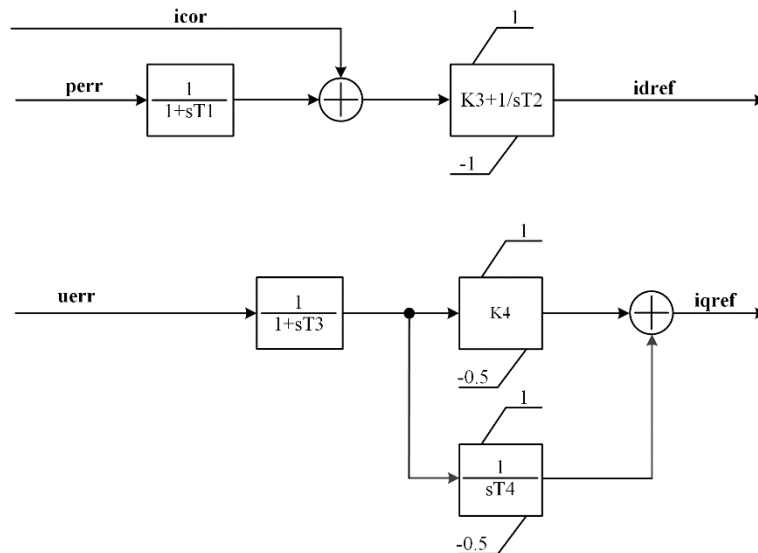 icor
1
perr
1
1+sT1
K3+1/sT2
idref
-1
1
uerr
1
1+sT3
K4
iqref
-0.5
1
1
sT4
-0.5